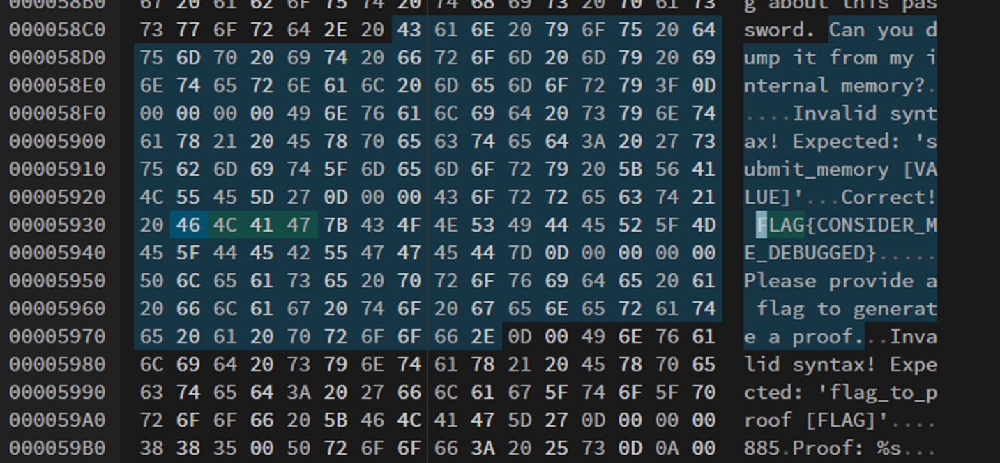 000058B0 67 20 61 62 6F 75 74 20 74 68 69 73 20 70 61 73 g about this pas
000058C0 73 77 6F 72 64 2E 20 43 61 6E 20 79 6F 75 20 64 sword. Can you d
000058D0 75 6D 70 20 69 74 20 66 72 6F 6D 20 6D 79 20 69 ump it from my i
000058E0 6E 74 65 72 6E 61 6C 20 6D 65 6D 6F 72 79 3F 0D nternal memory?.
000058F0 00 00 00 00 49 6E 76 61 6C 69 64 20 73 79 6E 74 ....Invalid synt
00005900 61 78 21 20 45 78 70 65 63 74 65 64 3A 20 27 73 ax! Expected: 's
00005910 75 62 6D 69 74 5F 6D 65 6D 6F 72 79 20 5B 56 41 ubmit_memory [VA
00005920 4C 55 45 5D 27 0D 00 00 43 6F 72 72 65 63 74 21 LUE]'...Correct!
00005930 20 46 4C 41 47 7B 43 4F 4E 53 49 44 45 52 5F 4D FLAG{CONSIDER_M
00005940 45 5F 44 45 42 55 47 47 45 44 7D 0D 00 00 00 00 E_DEBUGGED}.....
00005950 50 6C 65 61 73 65 20 70 72 6F 76 69 64 65 20 61 Please provide a
00005960 20 66 6C 61 67 20 74 6F 20 67 65 6E 65 72 61 74 flag to generat
00005970 65 20 61 20 70 72 6F 6F 66 2E 0D 00 49 6E 76 61 e a proof...Inva
00005980 6C 69 64 20 73 79 6E 74 61 78 21 20 45 78 70 65 lid syntax! Expe
00005990 63 74 65 64 3A 20 27 66 6C 61 67 5F 74 6F 5F 70 cted: 'flag_to_p
000059A0 72 6F 6F 66 20 5B 46 4C 41 47 5D 27 0D 00 00 00 roof [FLAG]'....
000059B0 38 38 35 00 50 72 6F 6F 66 3A 20 25 73 0D 0A 00 885.Proof: %s...